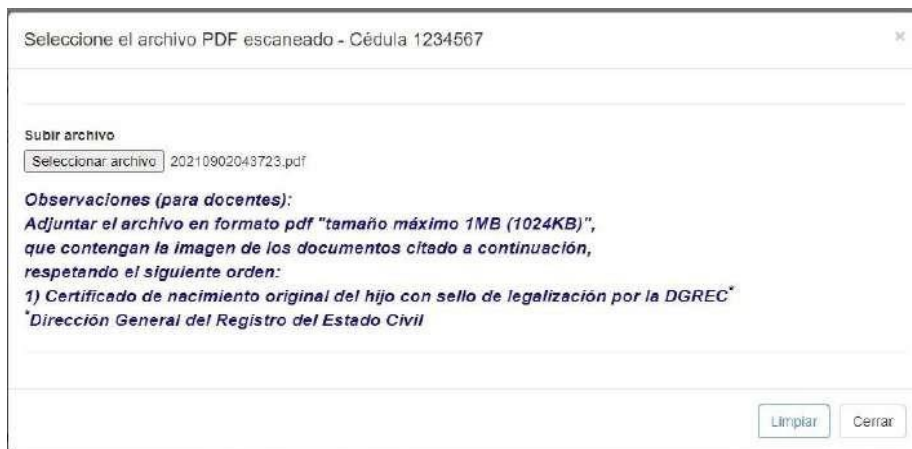 Seleccione el archivo PDF escaneado - Cédula 1234567
×
Subir archivo
Seleccionar archivo 20210902043723.pdf
Observaciones (para docentes):
Adjuntar el archivo en formato pdf "tamaño máximo 1MB (1024KB)",
que contengan la imagen de los documentos citado a continuación,
respetando el siguiente orden:
1) Certificado de nacimiento original del hijo con sello de legalización por la DGREC*
*Dirección General del Registro del Estado Civil
Limpiar Cerrar